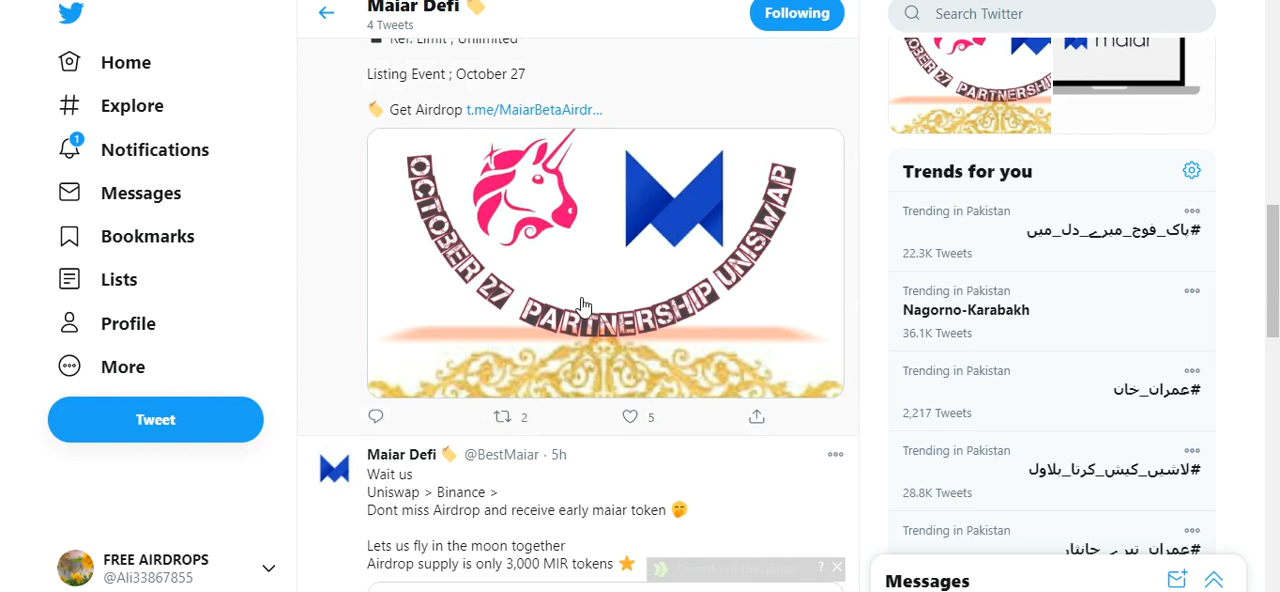 Home
Explore
1
Notifications
Messages
Bookmarks
Lists
Profile
More
Tweet
FREE AIRDROPS
@Ali33867855
Maiar Defi
4 Tweets
Following
Ref. Limit ; Unlimited
Listing Event ; October 27
Get Airdrop t.me/MaiarBetaAirdr...
OCTOBER 27 PARTNERSHIP UNISWAP
2
5
Maiar Defi @BestMaiar · 5h
Wait us
Uniswap > Binance >
Dont miss Airdrop and receive early maiar token
Lets us fly in the moon together
Airdrop supply is only 3,000 MIR tokens
? ×
Search Twitter
27 PARTNERSHIP
maiar
Trends for you
Trending in Pakistan
#پاک_فوج_میرے_دل_میں
22.3K Tweets
Trending in Pakistan
Nagorno-Karabakh
36.1K Tweets
Trending in Pakistan
#عمران_خان
2,217 Tweets
Trending in Pakistan
#لاشیں_کیش_کرتا_بلاول
28.8K Tweets
Trending in Pakistan
#عمران_تیرے_جانثار
Messages